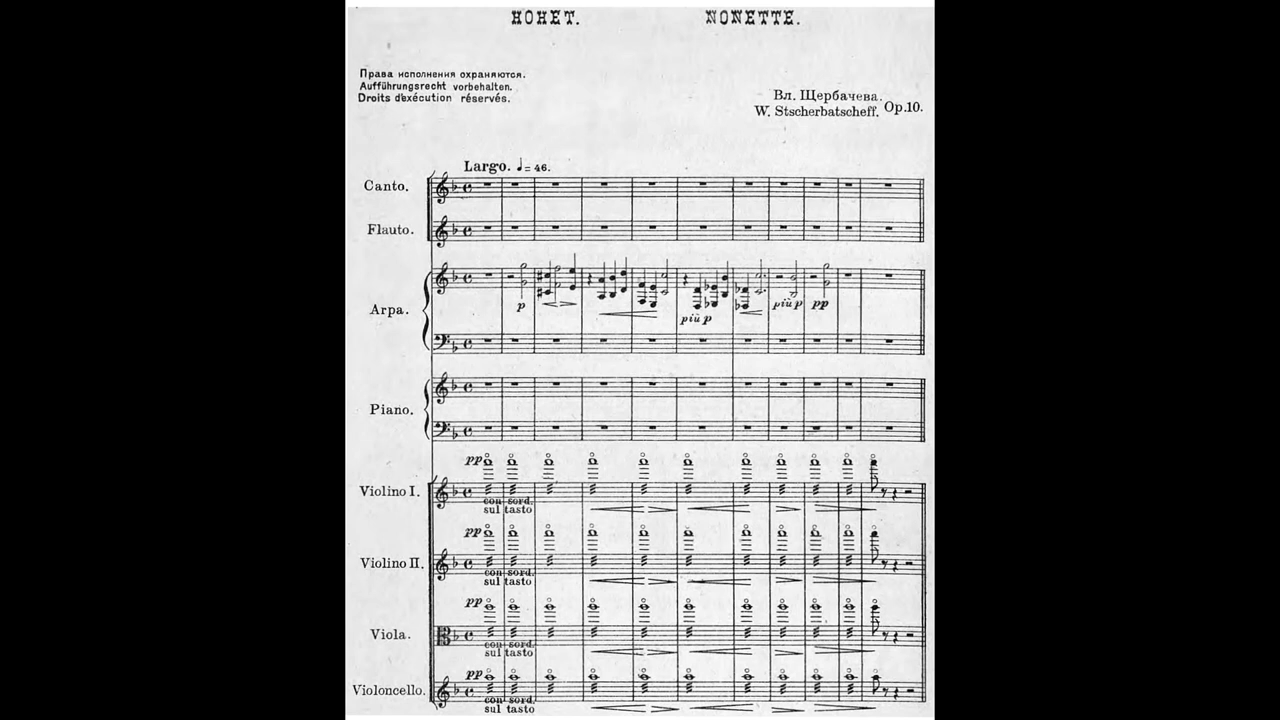 НОНЕТ. NONETTE.
Права исполнения охраняются.
Aufführungsrecht vorbehalten.
Droits d'exécution réservés.
Вл. Щербачева.
W. Stscherbatscheff. Op.10.
Largo. ♩= 46.
Canto.
Flauto.
Arpa.
p
più p
più p pp
Piano.
pp
Violino I.
con sord.
sul tasto
pp
Violino II.
con sord.
sul tasto
pp
Viola.
con sord.
sul tasto
pp
Violoncello.
con sord.
sul tasto